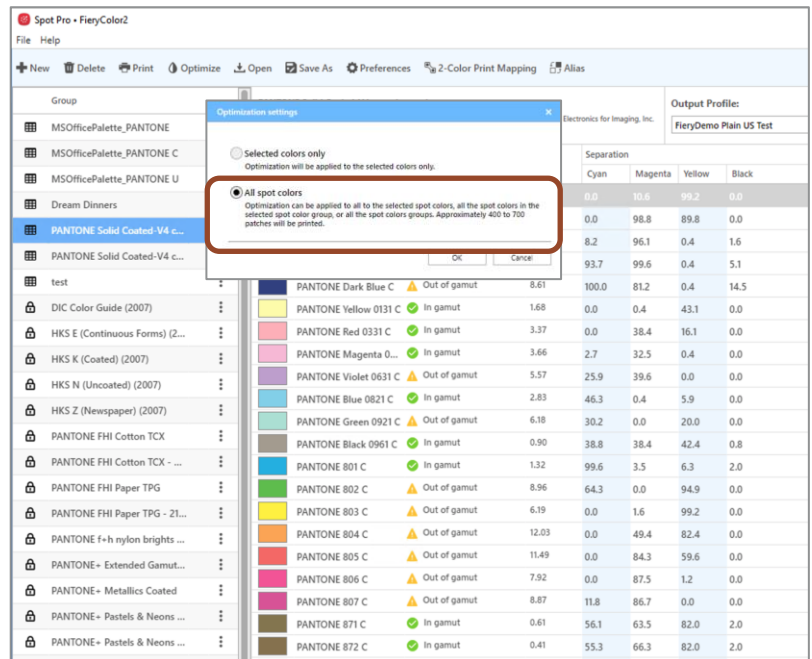 Spot Pro • FieryColor2
File Help
New Delete Print Optimize Open Save As Preferences 2-Color Print Mapping Alias
Group
MSOfficePalette_PANTONE
MSOfficePalette_PANTONE C
MSOfficePalette_PANTONE U
Dream Dinners
PANTONE Solid Coated-V4 c...
PANTONE Solid Coated-V4 c...
test
DIC Color Guide (2007)
HKS E (Continuous Forms) (2...
HKS K (Coated) (2007)
HKS N (Uncoated) (2007)
HKS Z (Newspaper) (2007)
PANTONE FHI Cotton TCX
PANTONE FHI Cotton TCX - ...
PANTONE FHI Paper TPG
PANTONE FHI Paper TPG - 21...
PANTONE f+h nylon brights ...
PANTONE+ Extended Gamut...
PANTONE+ Metallics Coated
PANTONE+ Pastels & Neons ...
PANTONE+ Pastels & Neons ...
Optimization settings
Selected colors only
Optimization will be applied to the selected colors only.
All spot colors
Optimization can be applied to all to the selected spot colors, all the spot colors in the
selected spot color group, or all the spot colors groups. Approximately 400 to 700
patches will be printed.
OK Cancel
Electronics for Imaging, Inc.
Output Profile:
FieryDemo Plain US Test
Separation
Cyan Magenta Yellow Black
0.0 10.6 99.2 0.0
0.0 98.8 89.8 0.0
8.2 96.1 0.4 1.6
93.7 99.6 0.4 5.1
PANTONE Dark Blue C Out of gamut 8.61 100.0 81.2 0.4 14.5
PANTONE Yellow 0131 C In gamut 1.68 0.0 0.4 43.1 0.0
PANTONE Red 0331 C In gamut 3.37 0.0 38.4 16.1 0.0
PANTONE Magenta 0... In gamut 3.66 2.7 32.5 0.4 0.0
PANTONE Violet 0631 C Out of gamut 5.57 25.9 39.6 0.0 0.0
PANTONE Blue 0821 C In gamut 2.83 46.3 0.4 5.9 0.0
PANTONE Green 0921 C Out of gamut 6.18 30.2 0.0 20.0 0.0
PANTONE Black 0961 C In gamut 0.90 38.8 38.4 42.4 0.8
PANTONE 801 C In gamut 1.32 99.6 3.5 6.3 2.0
PANTONE 802 C Out of gamut 8.96 64.3 0.0 94.9 0.0
PANTONE 803 C Out of gamut 6.19 0.0 1.6 99.2 0.0
PANTONE 804 C Out of gamut 12.03 0.0 49.4 82.4 0.0
PANTONE 805 C Out of gamut 11.49 0.0 84.3 59.6 0.0
PANTONE 806 C Out of gamut 7.92 0.0 87.5 1.2 0.0
PANTONE 807 C Out of gamut 8.87 11.8 86.7 0.0 0.0
PANTONE 871 C In gamut 0.61 56.1 63.5 82.0 2.0
PANTONE 872 C In gamut 0.41 55.3 66.3 82.0 2.0